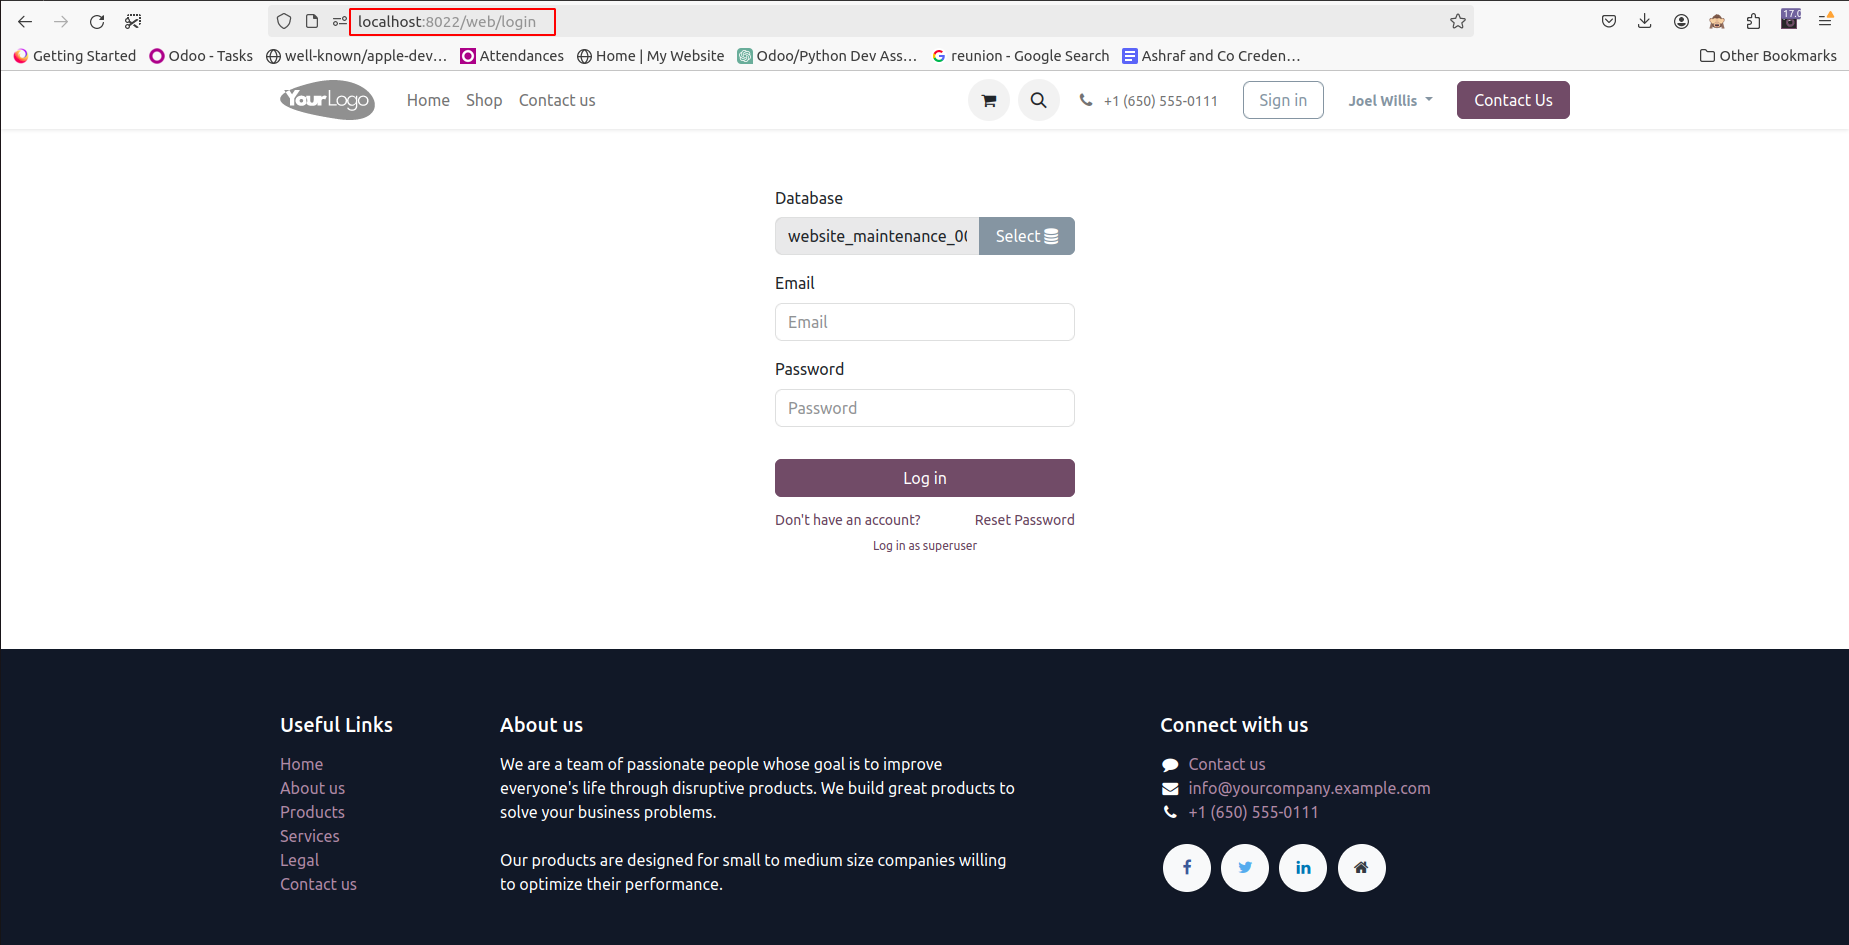 localhost:8022/web/login
17.0
Getting Started
Odoo - Tasks
well-known/apple-dev…
Attendances
Home | My Website
Odoo/Python Dev Ass…
reunion - Google Search
Ashraf and Co Creden…
Other Bookmarks
YourLogo
Home
Shop
Contact us
+1 (650) 555-0111
Sign in
Joel Willis
Contact Us
Database
website_maintenance_00
Select
Email
Email
Password
Password
Log in
Don't have an account?
Reset Password
Log in as superuser
Useful Links
Home
About us
Products
Services
Legal
Contact us
About us
We are a team of passionate people whose goal is to improve
everyone's life through disruptive products. We build great products to
solve your business problems.
Our products are designed for small to medium size companies willing
to optimize their performance.
Connect with us
Contact us
info@yourcompany.example.com
+1 (650) 555-0111